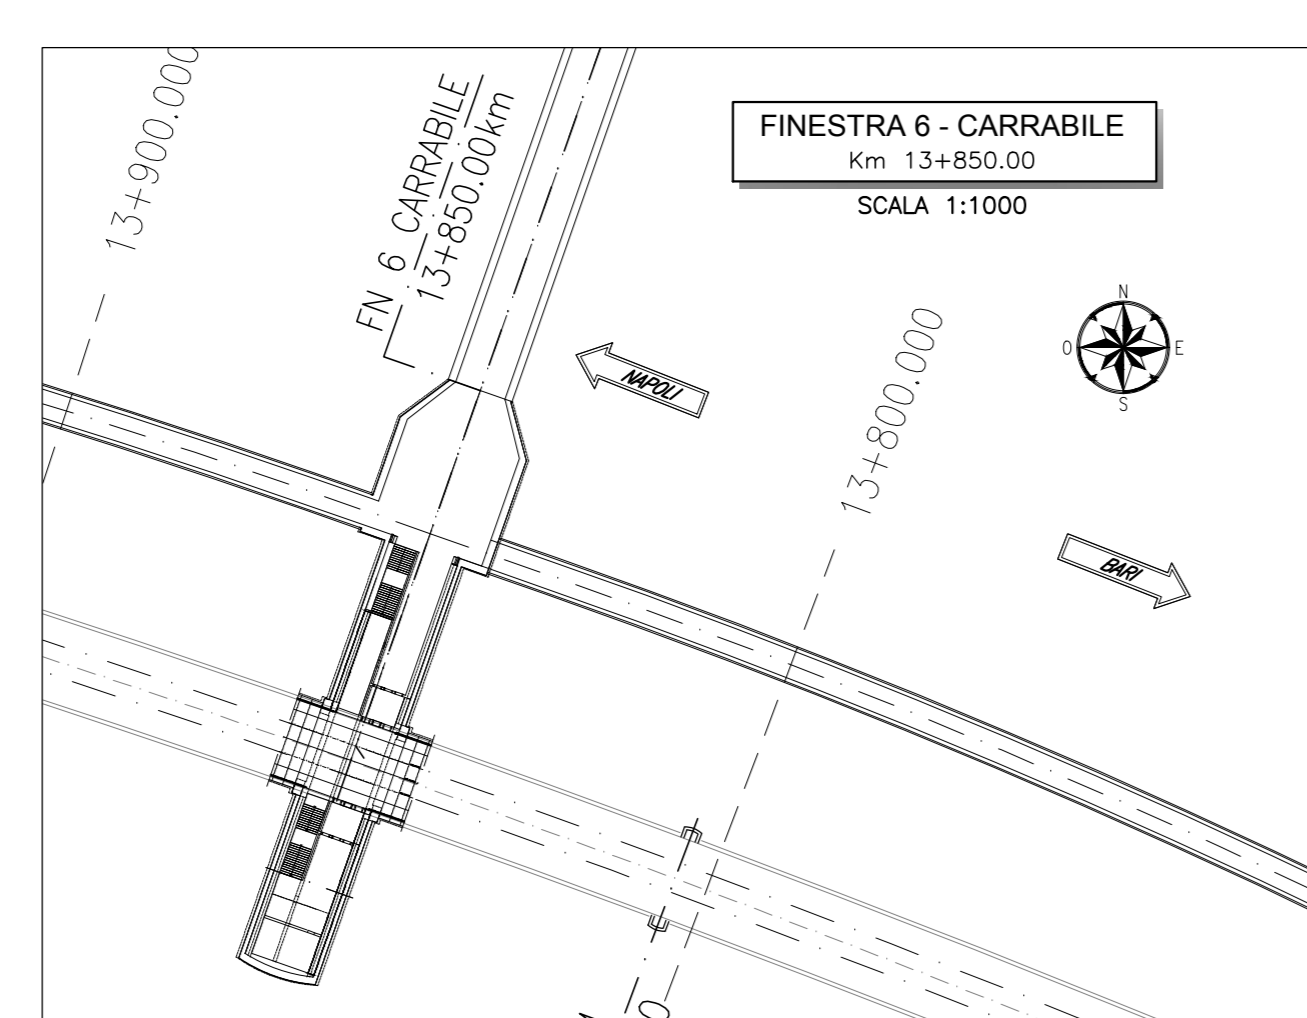 13+900.000
FN 6 CARRABILE
13+850.00km
FINESTRA 6 - CARRABILE
Km 13+850.00
SCALA 1:1000
N
O
E
S
NAPOLI
13+800.000
BARI